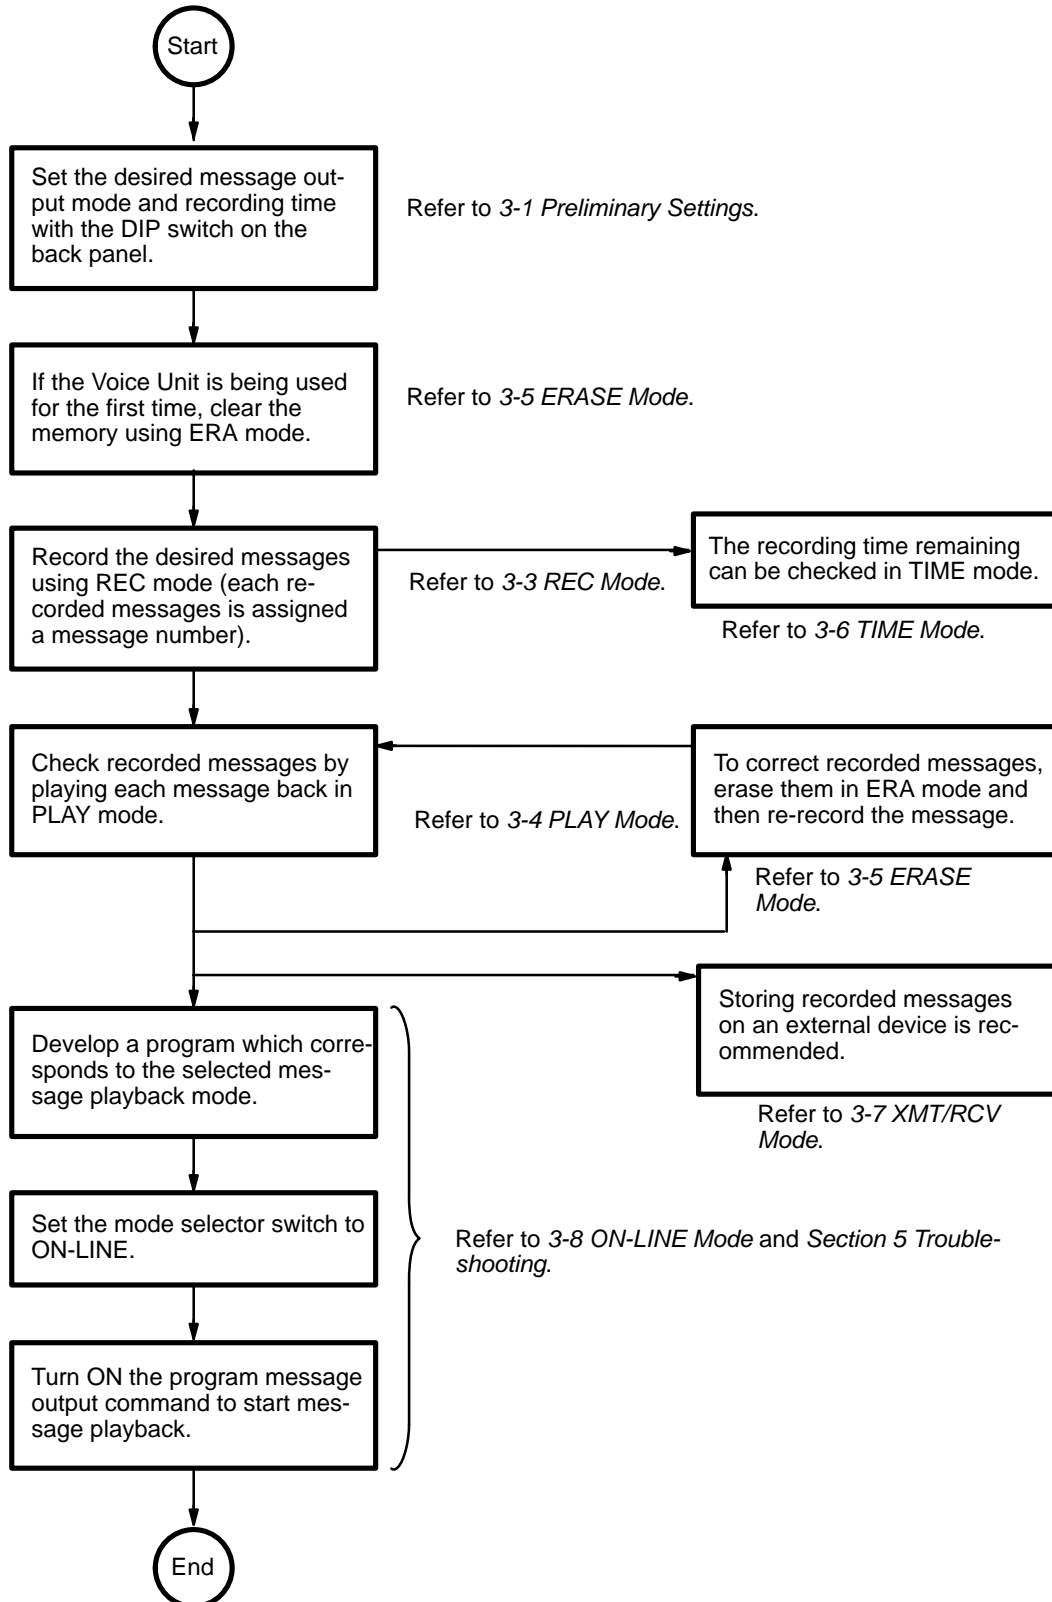 Start
Set the desired message out-
put mode and recording time
with the DIP switch on the
back panel.
Refer to 3-1 Preliminary Settings.
If the Voice Unit is being used
for the first time, clear the
memory using ERA mode.
Refer to 3-5 ERASE Mode.
Record the desired messages
using REC mode (each re-
corded messages is assigned
a message number).
Refer to 3-3 REC Mode.
The recording time remaining
can be checked in TIME mode.
Refer to 3-6 TIME Mode.
Check recorded messages by
playing each message back in
PLAY mode.
Refer to 3-4 PLAY Mode.
To correct recorded messages,
erase them in ERA mode and
then re-record the message.
Refer to 3-5 ERASE
Mode.
Storing recorded messages
on an external device is rec-
ommended.
Refer to 3-7 XMT/RCV
Mode.
Develop a program which corre-
sponds to the selected mes-
sage playback mode.
Set the mode selector switch to
ON-LINE.
Refer to 3-8 ON-LINE Mode and Section 5 Trouble-
shooting.
Turn ON the program message
output command to start mes-
sage playback.
End